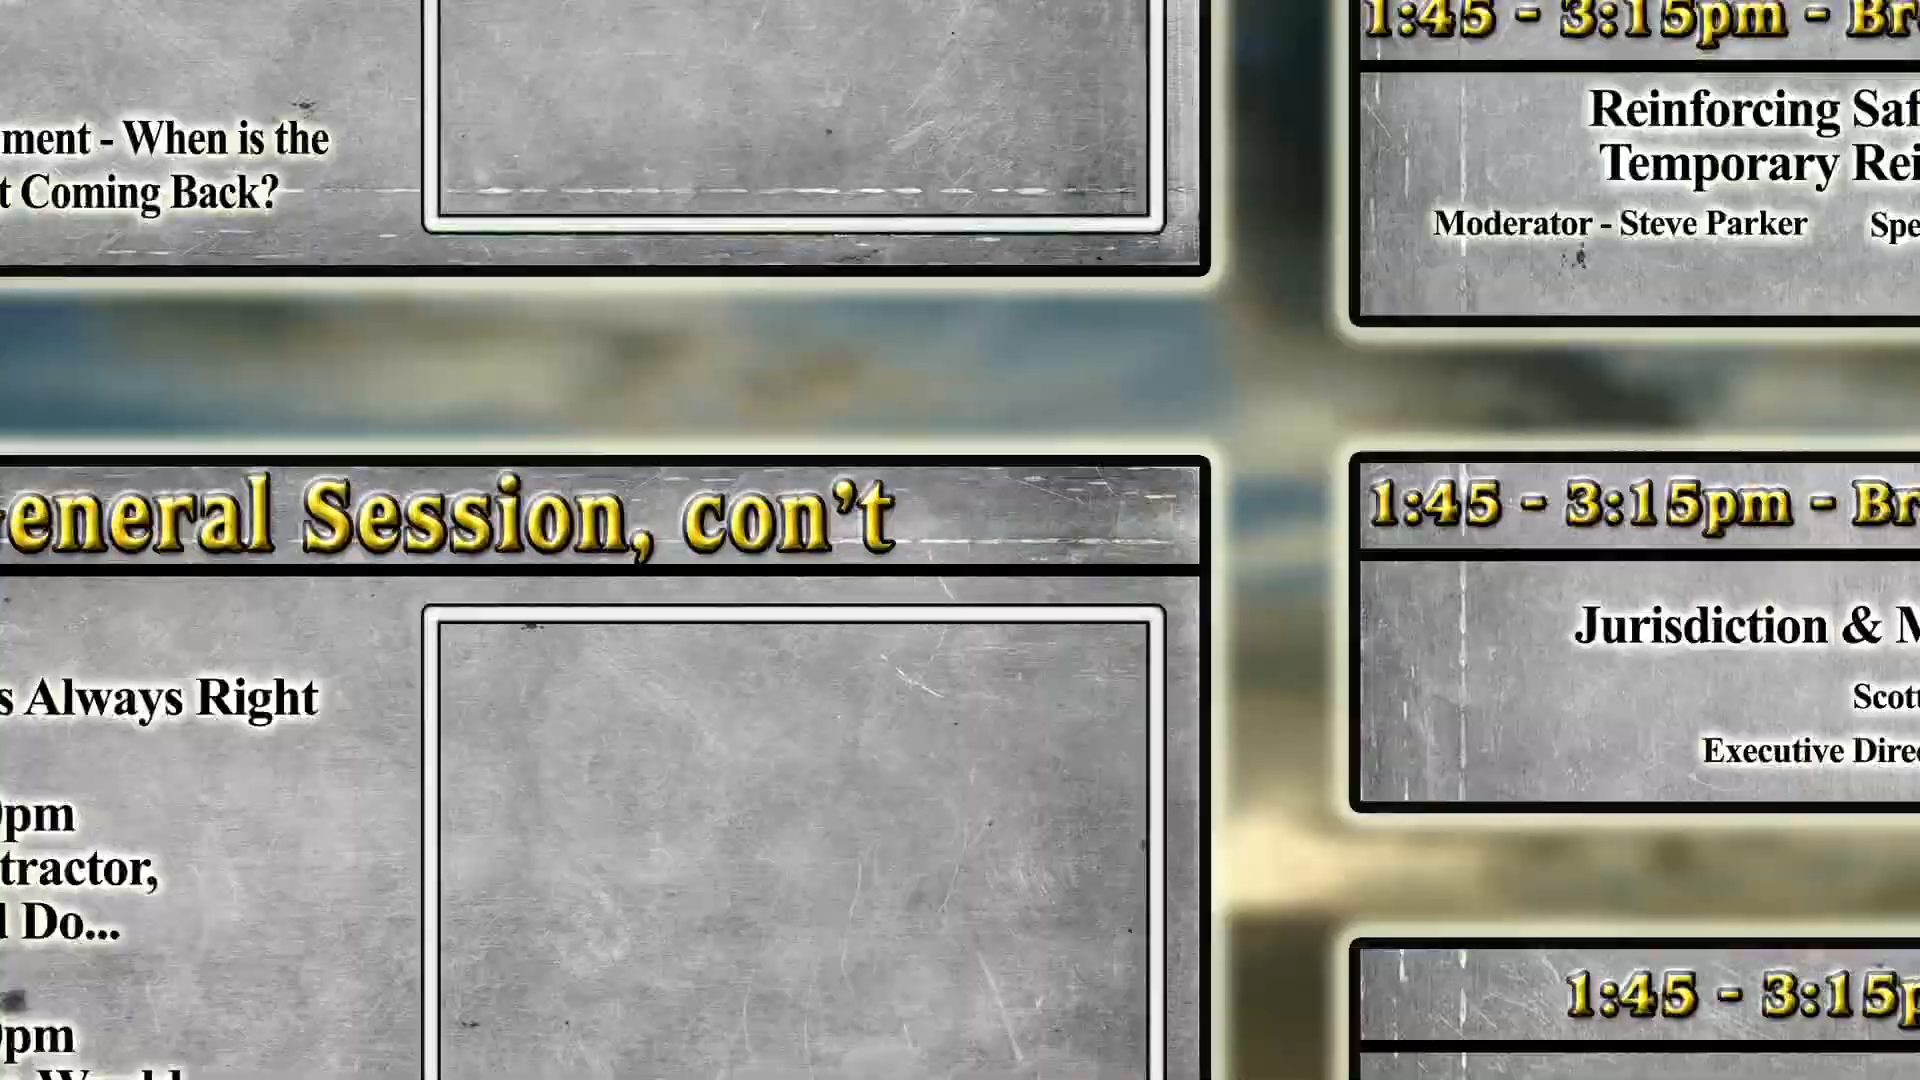 ment - When is the
t Coming Back?
eneral Session, con't
s Always Right
pm
tractor,
Do...
pm
1:45 - 3:15pm - Br
Reinforcing Saf
Temporary Rei
Moderator - Steve Parker Spe
1:45 - 3:15pm - Br
Jurisdiction & M
Scott
Executive Dire
1:45 - 3:15p